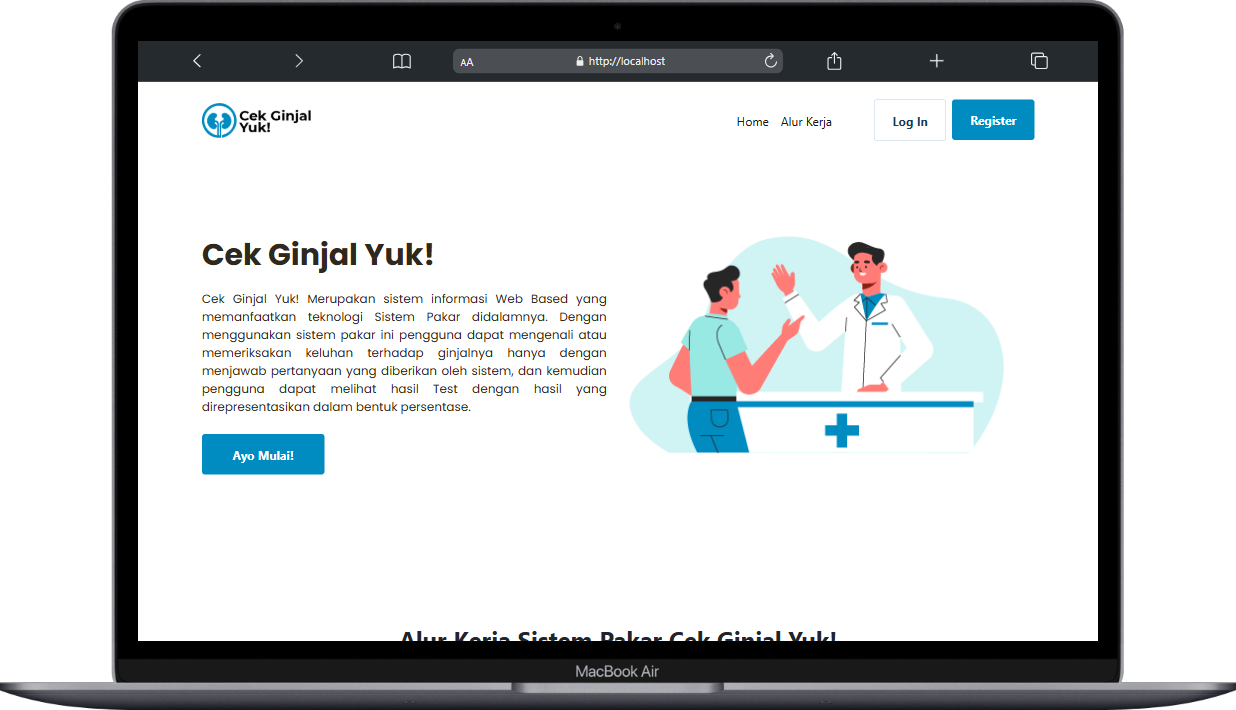 AA
http://localhost
Cek Ginjal
Yuk!
Home
Alur Kerja
Log In
Register
Cek Ginjal Yuk!
Cek Ginjal Yuk! Merupakan sistem informasi Web Based yang
memanfaatkan teknologi Sistem Pakar didalamnya. Dengan
menggunakan sistem pakar ini pengguna dapat mengenali atau
memeriksakan keluhan terhadap ginjalnya hanya dengan
menjawab pertanyaan yang diberikan oleh sistem, dan kemudian
pengguna dapat melihat hasil Test dengan hasil yang
direpresentasikan dalam bentuk persentase.
Ayo Mulai!
Alur Kerja Sistem Pakar Cek Ginjal Yuk!
MacBook Air